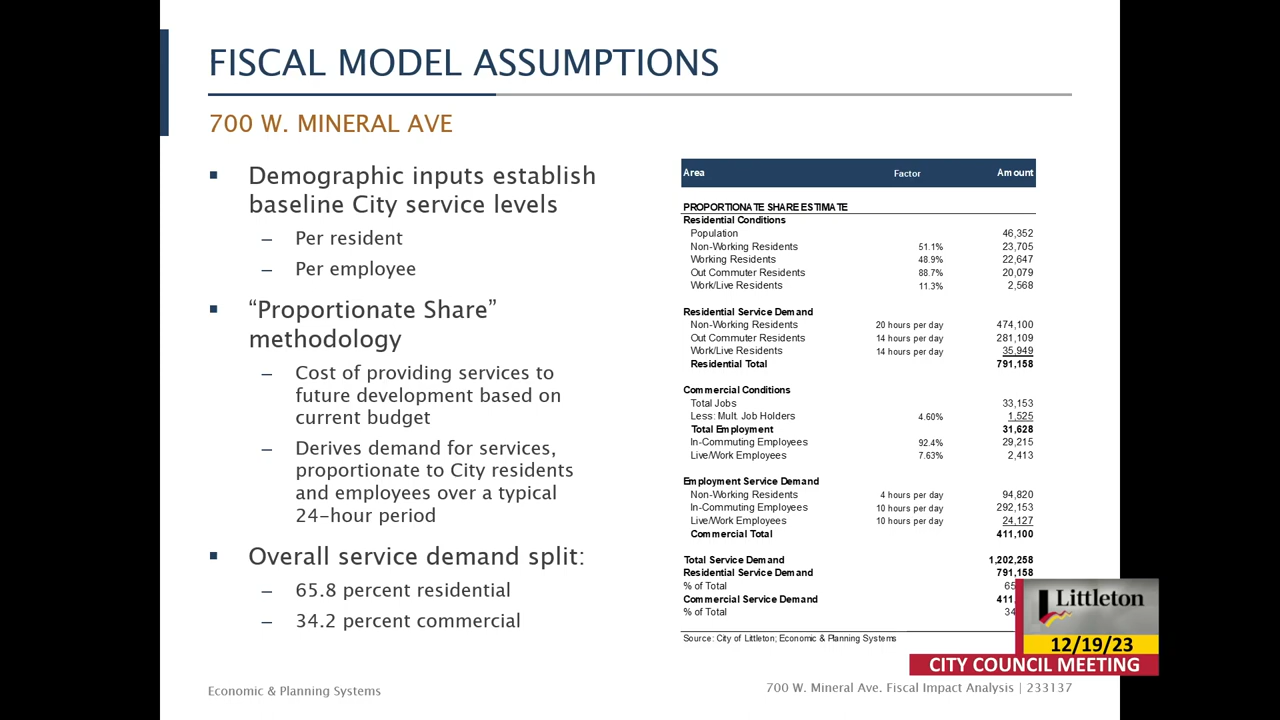 FISCAL MODEL ASSUMPTIONS
700 W. MINERAL AVE
▪ Demographic inputs establish
baseline City service levels
– Per resident
– Per employee
▪ “Proportionate Share”
methodology
– Cost of providing services to
future development based on
current budget
– Derives demand for services,
proportionate to City residents
and employees over a typical
24-hour period
▪ Overall service demand split:
– 65.8 percent residential
– 34.2 percent commercial
Area Factor Amount
PROPORTIONATE SHARE ESTIMATE
Residential Conditions
Population 46,352
Non-Working Residents 51.1% 23,705
Working Residents 48.9% 22,647
Out Commuter Residents 88.7% 20,079
Work/Live Residents 11.3% 2,568
Residential Service Demand
Non-Working Residents 20 hours per day 474,100
Out Commuter Residents 14 hours per day 281,109
Work/Live Residents 14 hours per day 35,949
Residential Total 791,158
Commercial Conditions
Total Jobs 33,153
Less: Mult. Job Holders 4.60% 1,525
Total Employment 31,628
In-Commuting Employees 92.4% 29,215
Live/Work Employees 7.63% 2,413
Employment Service Demand
Non-Working Residents 4 hours per day 94,820
In-Commuting Employees 10 hours per day 292,153
Live/Work Employees 10 hours per day 24,127
Commercial Total 411,100
Total Service Demand 1,202,258
Residential Service Demand 791,158
% of Total
Commercial Service Demand
% of Total
Source: City of Littleton; Economic & Planning Systems
Littleton
12/19/23
CITY COUNCIL MEETING
Economic & Planning Systems
700 W. Mineral Ave. Fiscal Impact Analysis | 233137